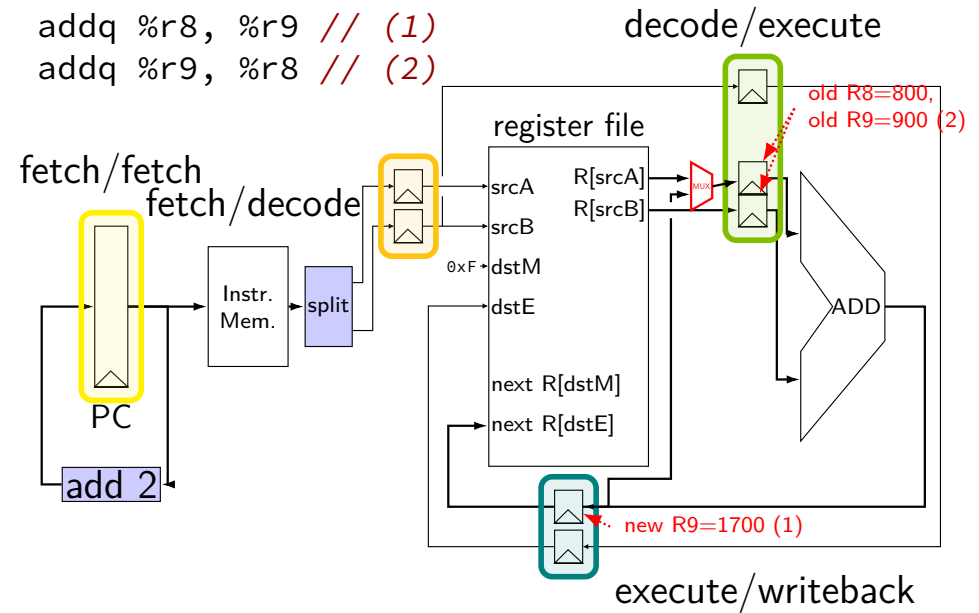 addq %r8, %r9 // (1)
addq %r9, %r8 // (2)
decode/execute
old R8=800,
old R9=900 (2)
register file
fetch/fetch
fetch/decode
srcA
R[srcA]
MUX
srcB
R[srcB]
0xF
dstM
Instr.
Mem.
split
dstE
ADD
next R[dstM]
PC
next R[dstE]
add 2
new R9=1700 (1)
execute/writeback